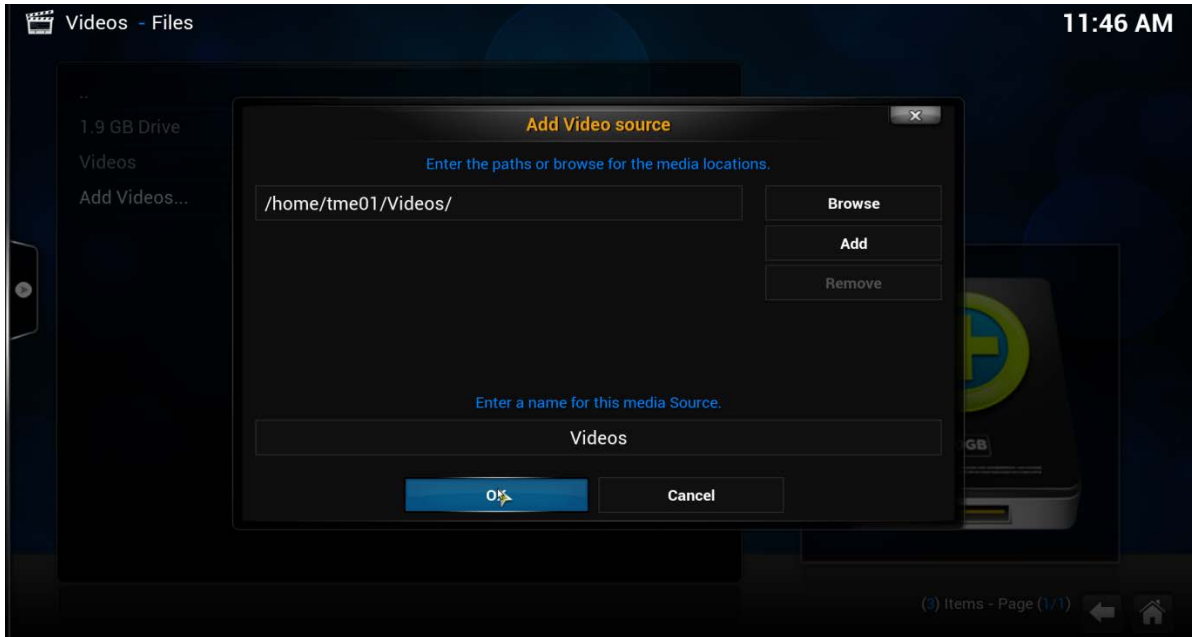 Videos - Files
11:46 AM
..
1.9 GB Drive
Videos
Add Videos...
Add Video source
Enter the paths or browse for the media locations.
/home/tme01/Videos/
Browse
Add
Remove
Enter a name for this media Source.
Videos
OK
Cancel
GB
(3) Items - Page (1/1)